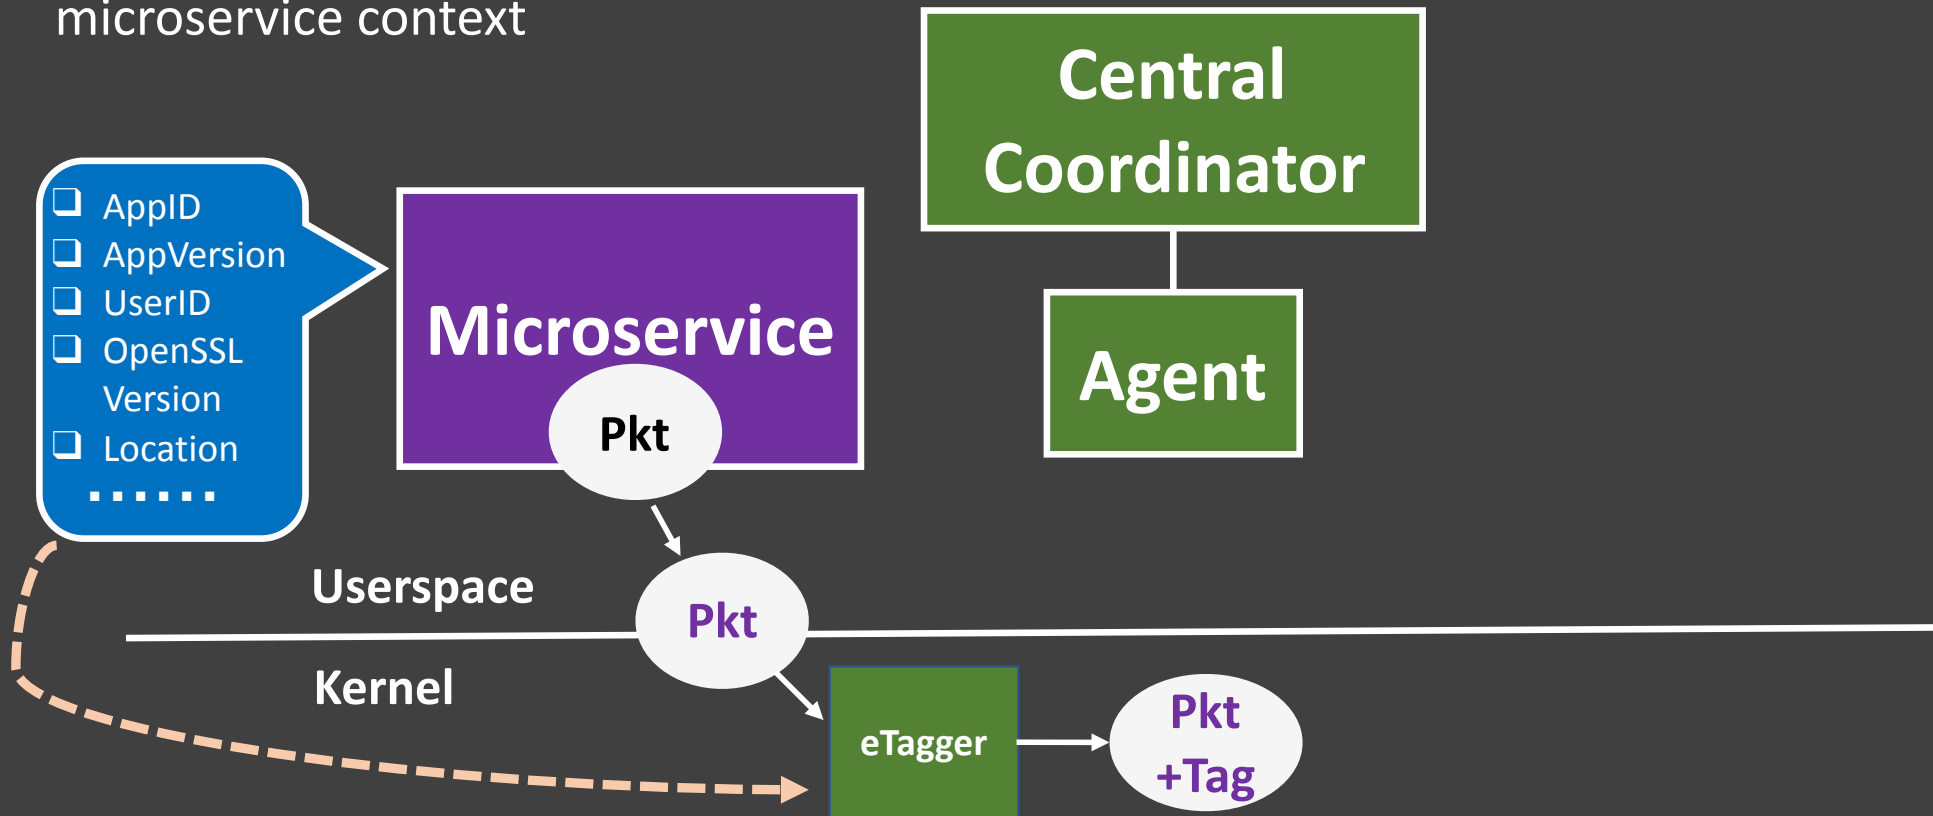 microservice context
Central
Coordinator
❑ AppID
❑ AppVersion
❑ UserID
❑ OpenSSL
Version
❑ Location
......
Microservice
Pkt
Agent
Userspace
Pkt
Kernel
eTagger
Pkt
+Tag